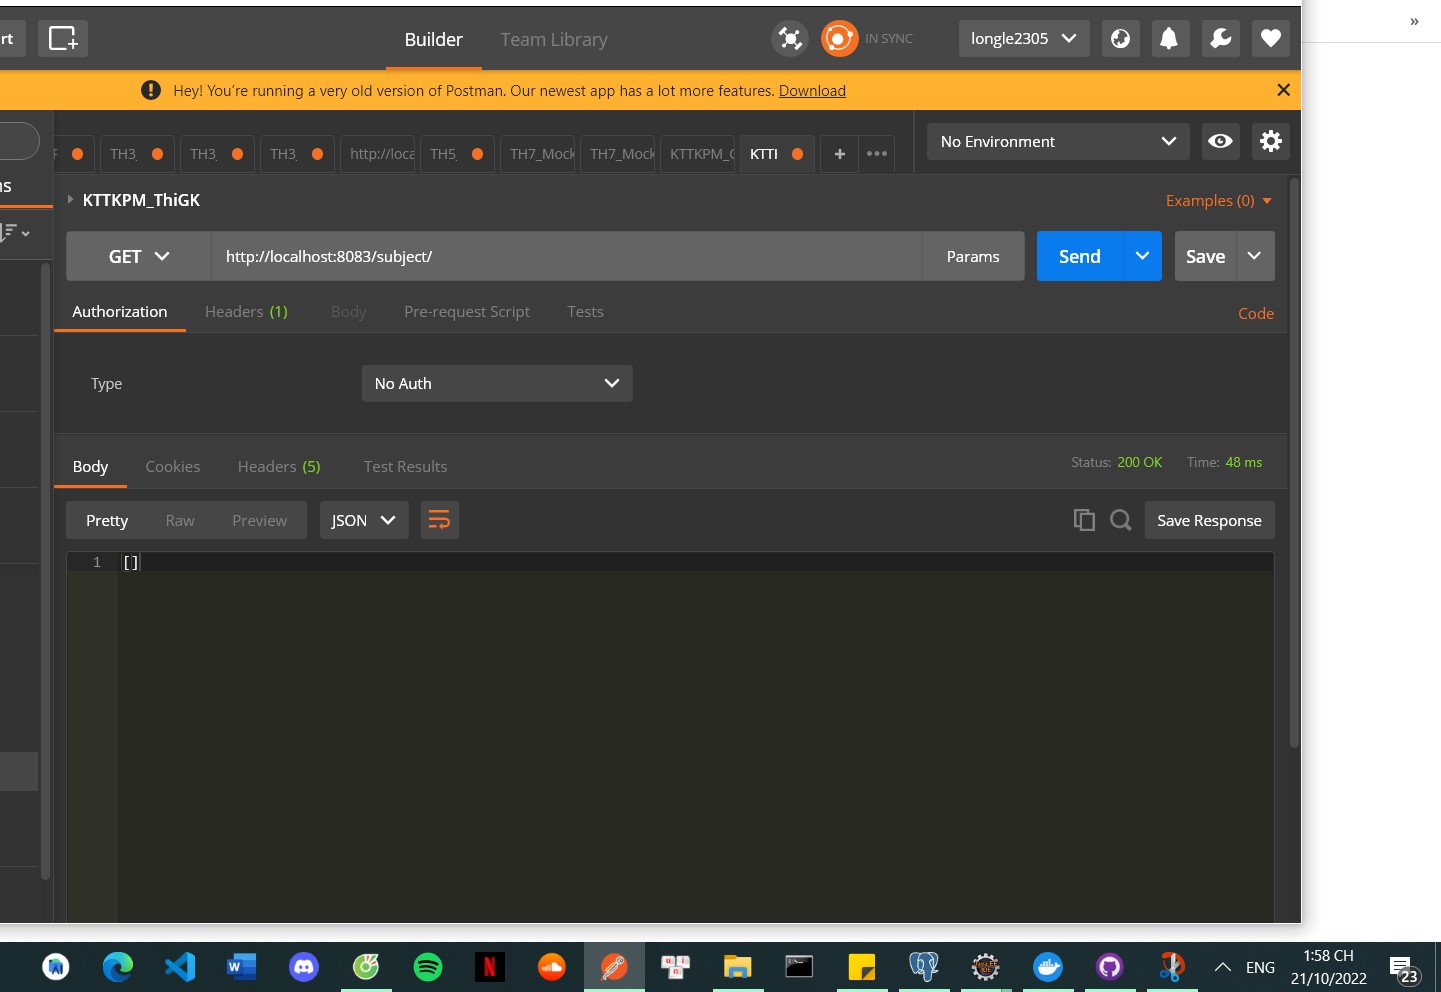 rt
Builder
Team Library
IN SYNC
longle2305
Hey! You're running a very old version of Postman. Our newest app has a lot more features. Download
TH3
TH3
TH3
http://loca
TH5
TH7_Mock
TH7_Mock
KTTKPM_
KTTI
No Environment
ns
KTTKPM_ThiGK
Examples (0)
GET
http://localhost:8083/subject/
Params
Send
Save
Authorization
Headers (1)
Body
Pre-request Script
Tests
Code
Type
No Auth
Body
Cookies
Headers (5)
Test Results
Status: 200 OK
Time: 48 ms
Pretty
Raw
Preview
JSON
Save Response
1
[]
ENG
1:58 CH
21/10/2022
23